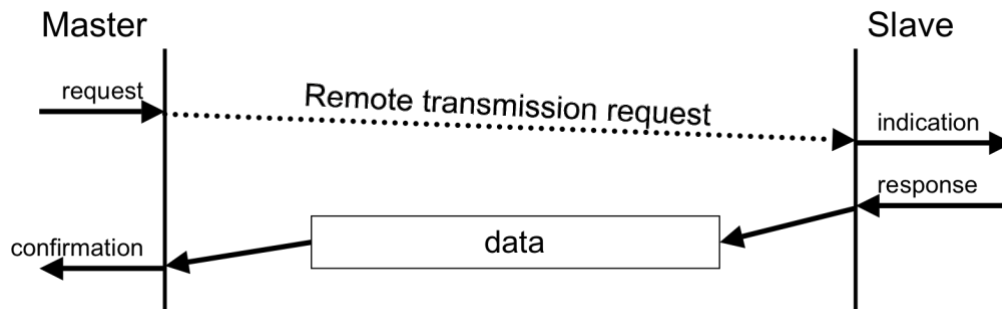 Master
Slave
request
Remote transmission request
indication
response
confirmation
data